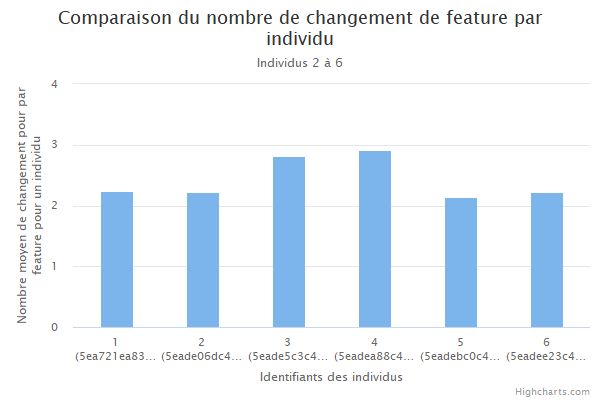 Comparaison du nombre de changement de feature par
individu
Individus 2 à 6
Nombre moyen de changement pour par
feature pour un individu
4
3
2
1
0
1 2 3 4 5 6
(5ea721ea83... (5eade06dc4... (5eade5c3c4... (5eadea88c4... (5eadebc0c4... (5eadee23c4...
Identifiants des individus
Highcharts.com